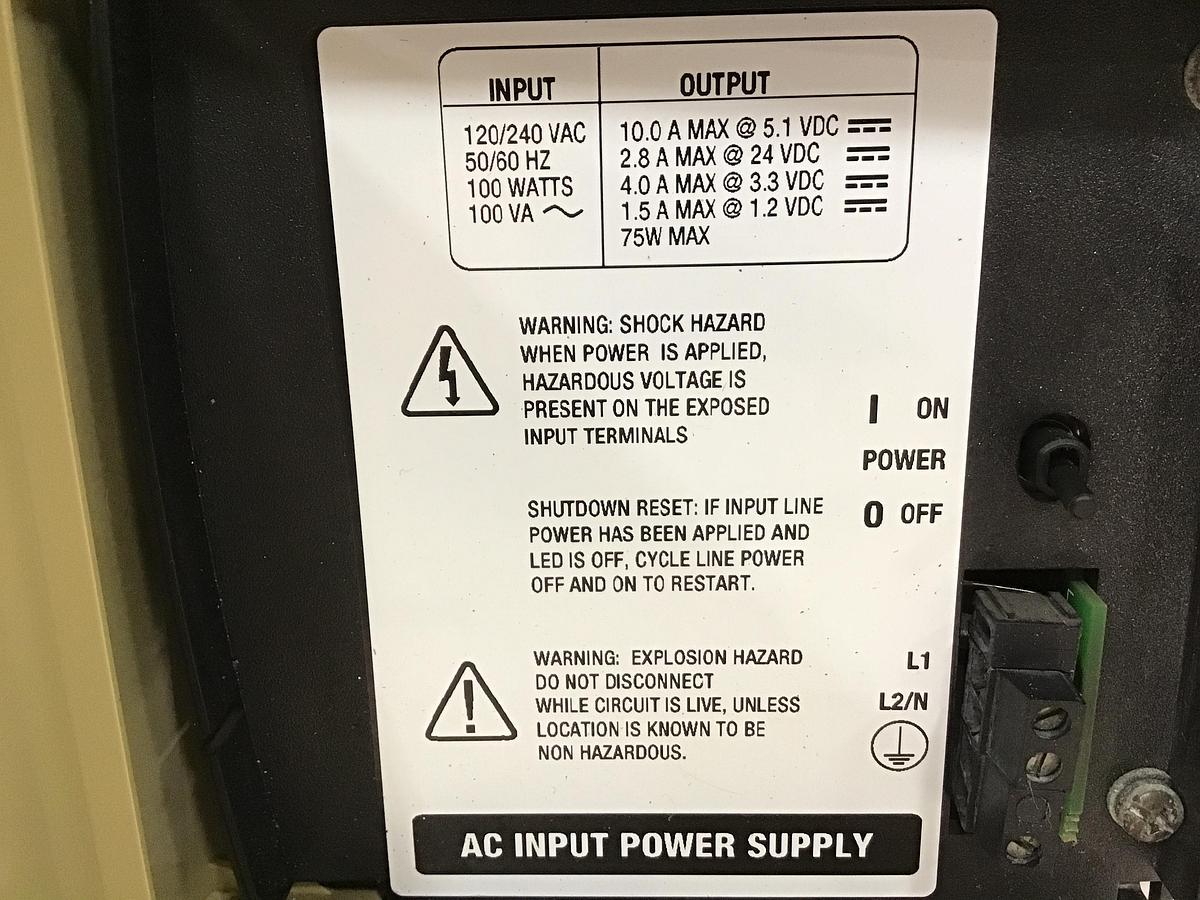 INPUT OUTPUT
120/240 VAC 10.0 A MAX @ 5.1 VDC
50/60 HZ 2.8 A MAX @ 24 VDC
100 WATTS 4.0 A MAX @ 3.3 VDC
100 VA 1.5 A MAX @ 1.2 VDC
75W MAX
WARNING: SHOCK HAZARD
WHEN POWER IS APPLIED,
HAZARDOUS VOLTAGE IS
PRESENT ON THE EXPOSED
INPUT TERMINALS
I ON
POWER
O OFF
SHUTDOWN RESET: IF INPUT LINE
POWER HAS BEEN APPLIED AND
LED IS OFF, CYCLE LINE POWER
OFF AND ON TO RESTART.
WARNING: EXPLOSION HAZARD
DO NOT DISCONNECT
WHILE CIRCUIT IS LIVE, UNLESS
LOCATION IS KNOWN TO BE
NON HAZARDOUS.
L1
L2/N
AC INPUT POWER SUPPLY